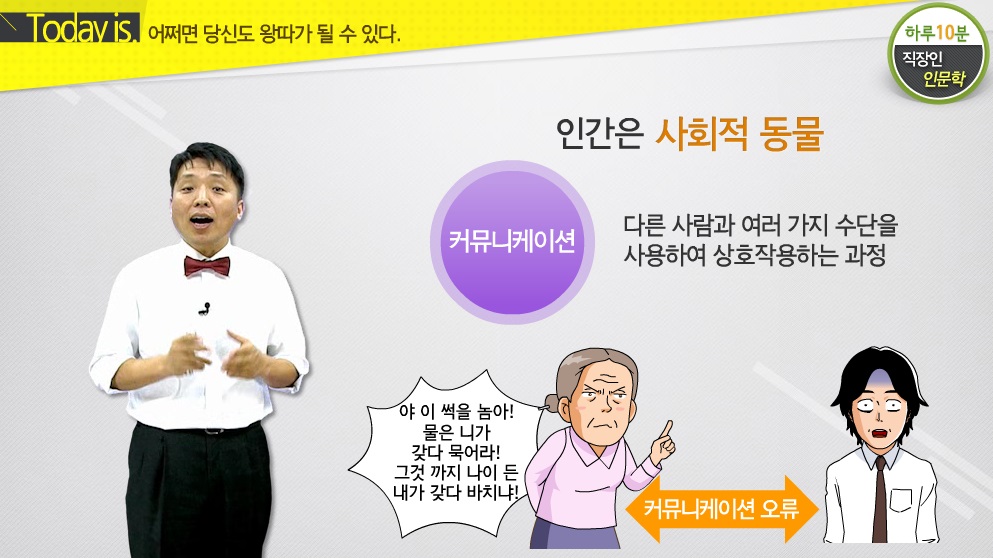 Today is. 어쩌면 당신도 왕따가 될 수 있다.
하루10분
직장인
인문학
인간은 사회적 동물
커뮤니케이션
다른 사람과 여러 가지 수단을
사용하여 상호작용하는 과정
야 이 썩을 놈아!
물은 니가
갖다 묵어라!
그것 까지 나이 든
내가 갖다 바치냐!
커뮤니케이션 오류